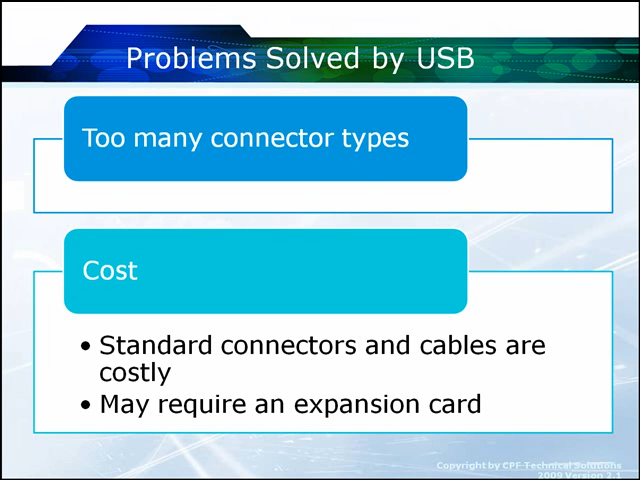 Problems Solved by USB
Too many connector types
Cost
• Standard connectors and cables are
costly
• May require an expansion card
Copyright by CPF Technical Solutions
2009 Version 2.1